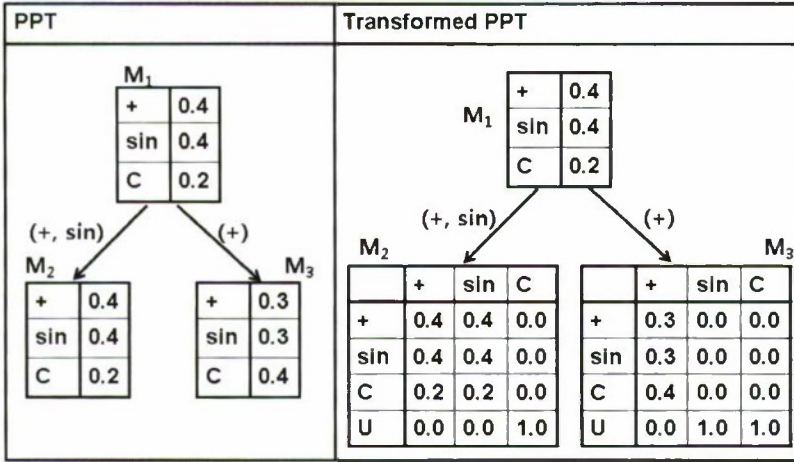 PPT
Transformed PPT
M1
+ 0.4
sin 0.4
C 0.2
(+, sin) (+)
M2
+ 0.4
sin 0.4
C 0.2
M3
+ 0.3
sin 0.3
C 0.4
M1
+ 0.4
sin 0.4
C 0.2
(+, sin) (+)
M2
+ sin C
+ 0.4 0.4 0.0
sin 0.4 0.4 0.0
C 0.2 0.2 0.0
U 0.0 0.0 1.0
M3
+ sin C
+ 0.3 0.0 0.0
sin 0.3 0.0 0.0
C 0.4 0.0 0.0
U 0.0 1.0 1.0